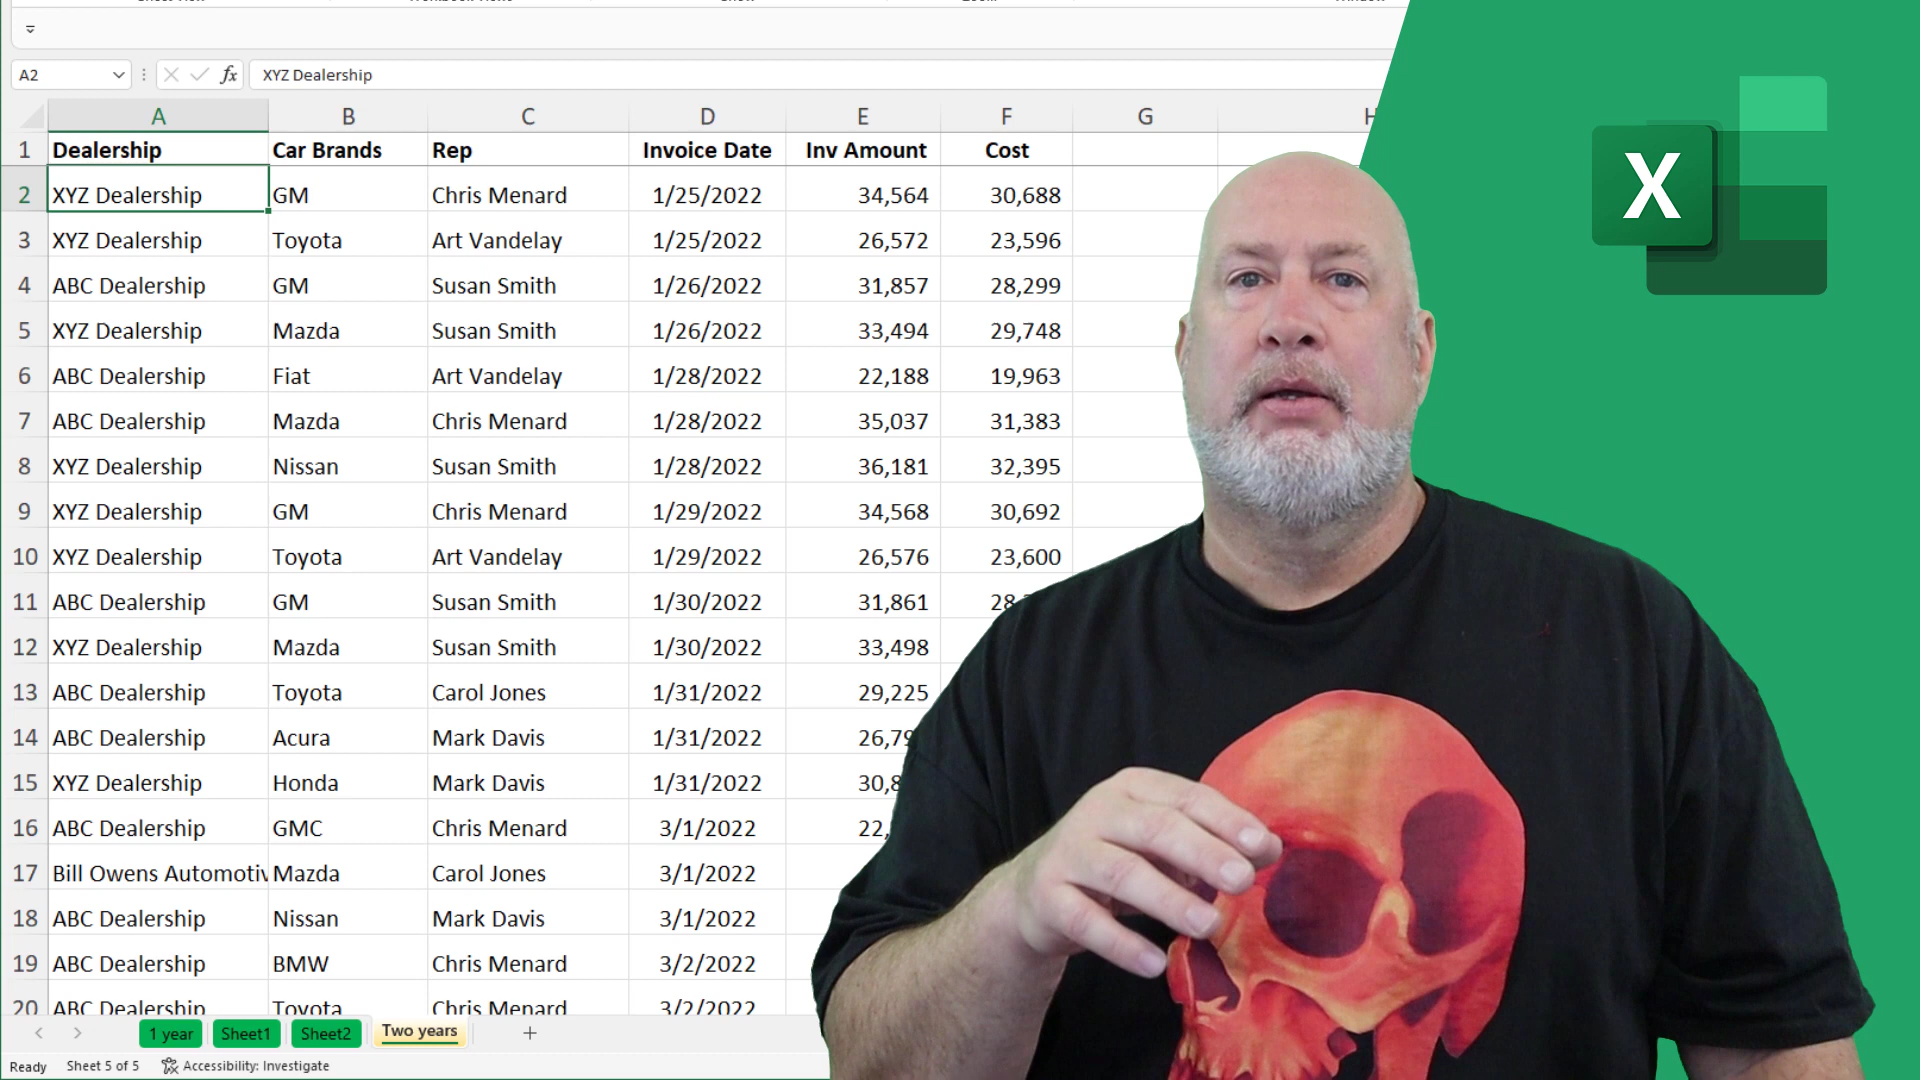 A2 fx XYZ Dealership
A B C D E F G H
1 Dealership Car Brands Rep Invoice Date Inv Amount Cost
2 XYZ Dealership GM Chris Menard 1/25/2022 34,564 30,688
3 XYZ Dealership Toyota Art Vandelay 1/25/2022 26,572 23,596
4 ABC Dealership GM Susan Smith 1/26/2022 31,857 28,299
5 XYZ Dealership Mazda Susan Smith 1/26/2022 33,494 29,748
6 ABC Dealership Fiat Art Vandelay 1/28/2022 22,188 19,963
7 ABC Dealership Mazda Chris Menard 1/28/2022 35,037 31,383
8 XYZ Dealership Nissan Susan Smith 1/28/2022 36,181 32,395
9 XYZ Dealership GM Chris Menard 1/29/2022 34,568 30,692
10 XYZ Dealership Toyota Art Vandelay 1/29/2022 26,576 23,600
11 ABC Dealership GM Susan Smith 1/30/2022 31,861 28
12 XYZ Dealership Mazda Susan Smith 1/30/2022 33,498
13 ABC Dealership Toyota Carol Jones 1/31/2022 29,225
14 ABC Dealership Acura Mark Davis 1/31/2022 26,79
15 XYZ Dealership Honda Mark Davis 1/31/2022 30,8
16 ABC Dealership GMC Chris Menard 3/1/2022 22,
17 Bill Owens Automotiv Mazda Carol Jones 3/1/2022
18 ABC Dealership Nissan Mark Davis 3/1/2022
19 ABC Dealership BMW Chris Menard 3/2/2022
20 ABC Dealership Toyota Chris Menard 3/2/2022
1 year Sheet1 Sheet2 Two years +
Ready Sheet 5 of 5 Accessibility: Investigate
X